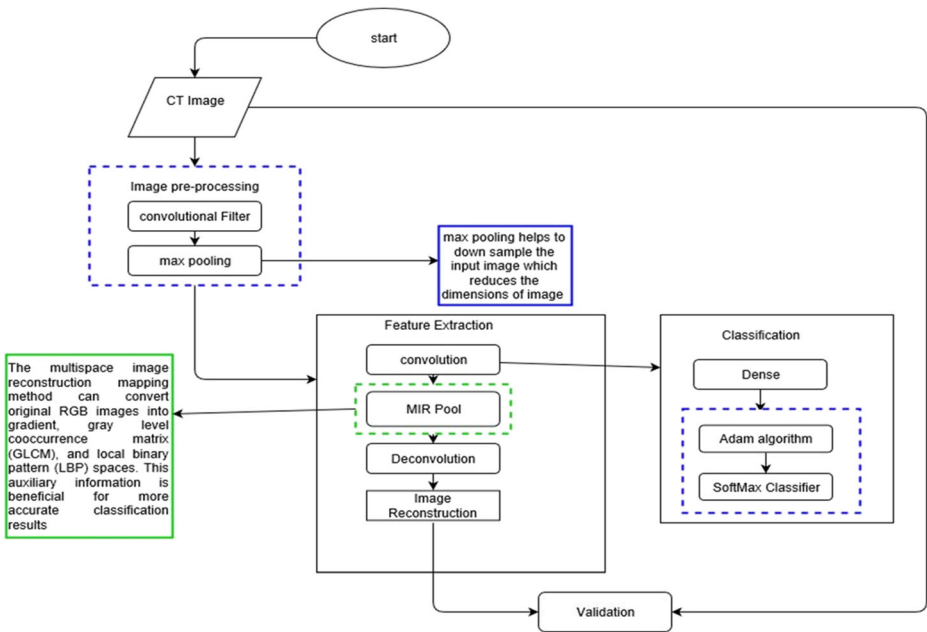 start
CT Image
Image pre-processing
convolutional Filter
max pooling
max pooling helps to
down sample the
input image which
reduces the
dimensions of image
Feature Extraction
convolution
MIR Pool
Deconvolution
Image
Reconstruction
Classification
Dense
Adam algorithm
SoftMax Classifier
The multispace image
reconstruction mapping
method can convert
original RGB images into
gradient, gray level
cooccurrence matrix
(GLCM), and local binary
pattern (LBP) spaces. This
auxiliary information is
beneficial for more
accurate classification
results
Validation